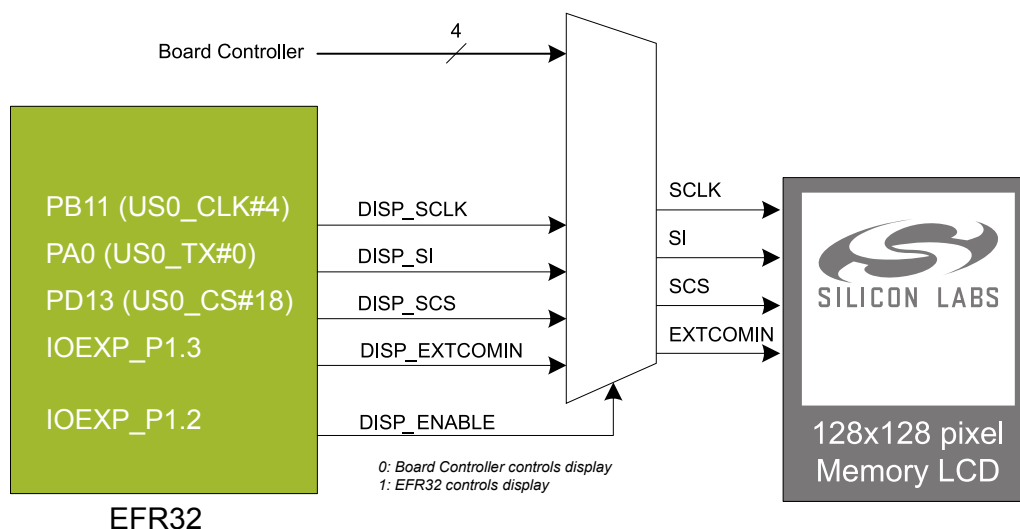 4
Board Controller
PB11 (US0_CLK#4)
PA0 (US0_TX#0)
PD13 (US0_CS#18)
IOEXP_P1.3
IOEXP_P1.2
EFR32
DISP_SCLK
DISP_SI
DISP_SCS
DISP_EXTCOMIN
DISP_ENABLE
0: Board Controller controls display
1: EFR32 controls display
SCLK
SI
SCS
EXTCOMIN
SILICON LABS
128x128 pixel
Memory LCD